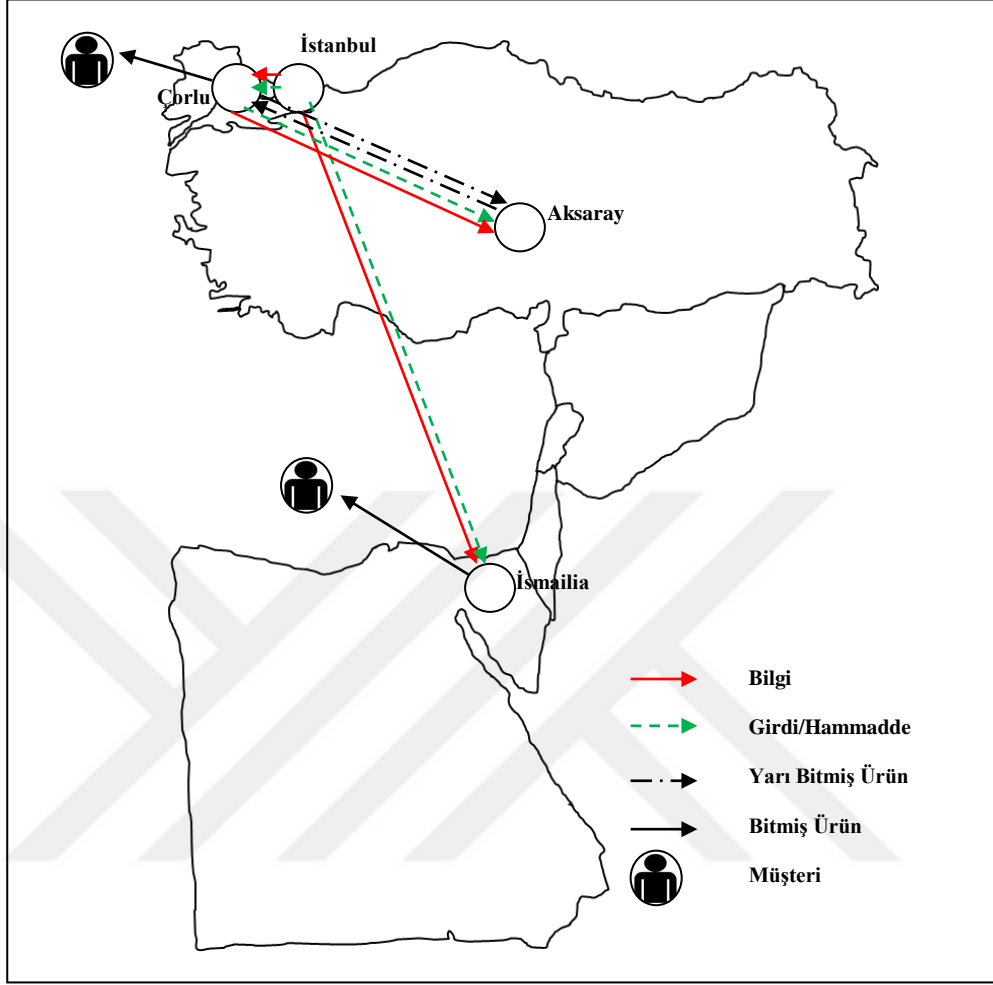 İstanbul
Çorlu
Aksaray
İsmailia
Bilgi
Girdi/Hammadde
Yarı Bitmiş Ürün
Bitmiş Ürün
Müşteri